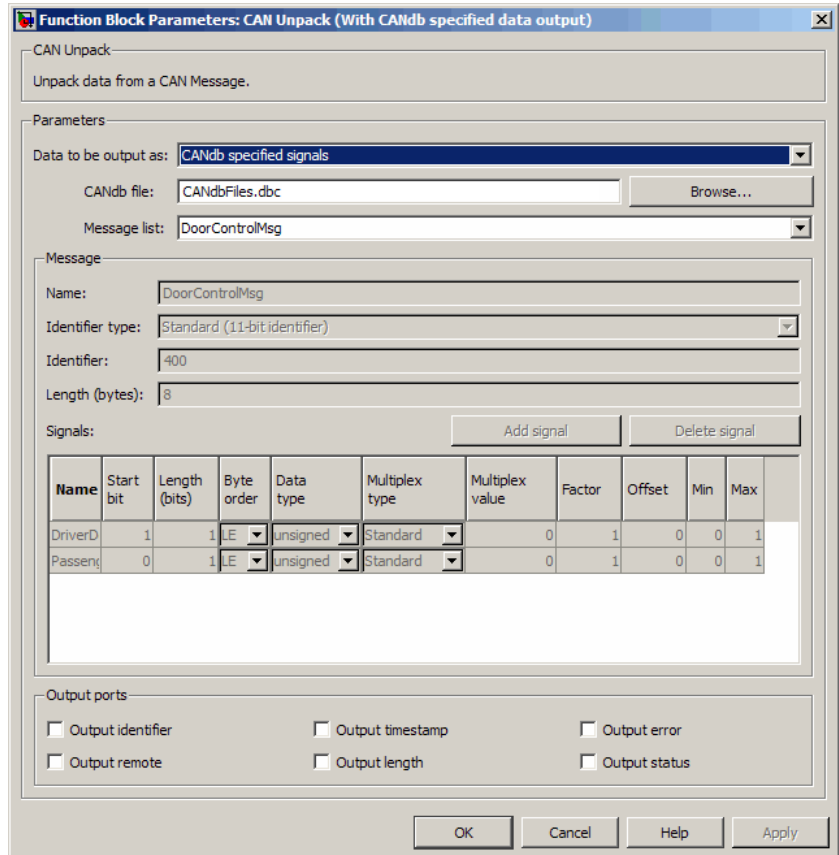 Function Block Parameters: CAN Unpack (With CANdb specified data output)
CAN Unpack
Unpack data from a CAN Message.
Parameters
Data to be output as: CANdb specified signals
CANdb file: CANdbFiles.dbc Browse...
Message list: DoorControlMsg
Message
Name: DoorControlMsg
Identifier type: Standard (11-bit identifier)
Identifier: 400
Length (bytes): 8
Signals: Add signal Delete signal
Name Start bit Length (bits) Byte order Data type Multiplex type Multiplex value Factor Offset Min Max
DriverD 1 1 LE unsigned Standard 0 1 0 0 1
Passeng 0 1 LE unsigned Standard 0 1 0 0 1
Output ports
Output identifier Output timestamp Output error
Output remote Output length Output status
OK Cancel Help Apply